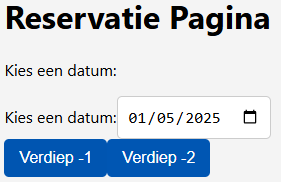 Reservatie Pagina
Kies een datum:
Kies een datum: 01/05/2025
Verdiep -1 Verdiep -2